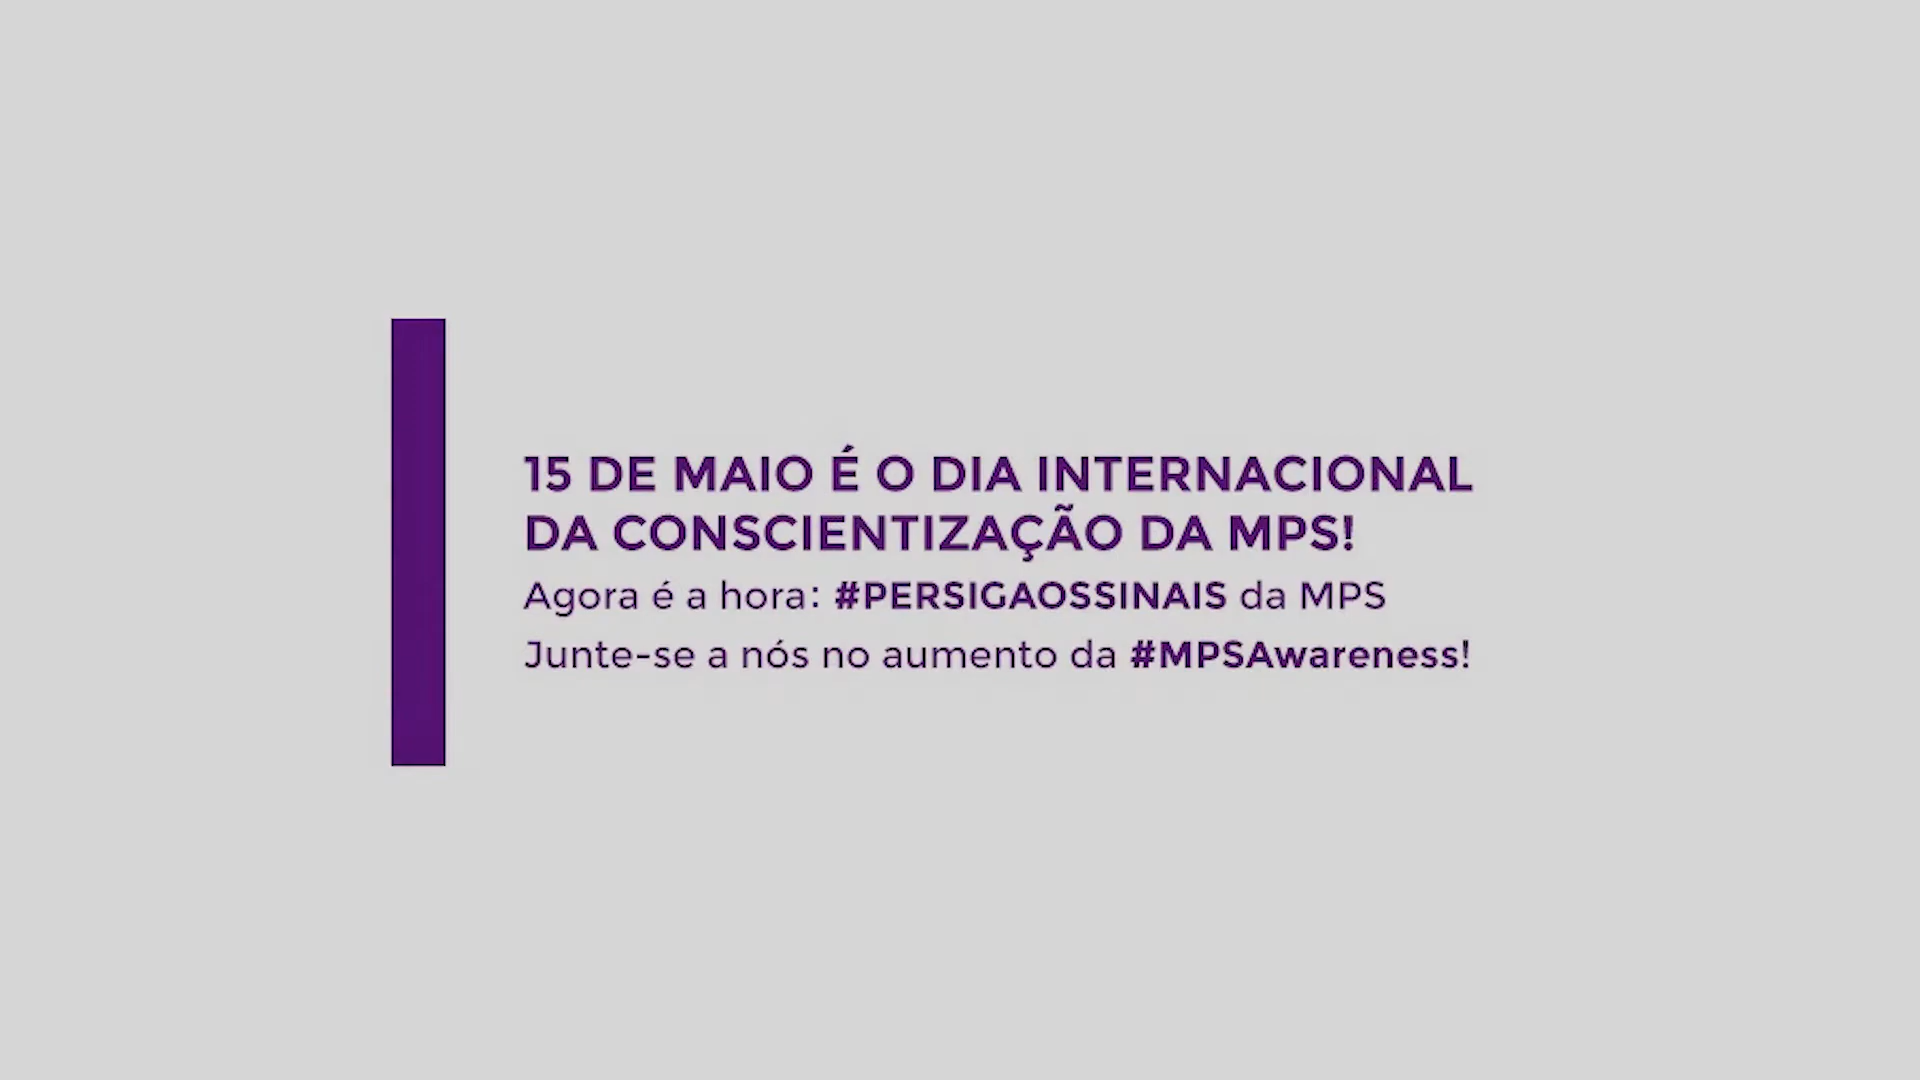 15 DE MAIO É O DIA INTERNACIONAL
DA CONSCIENTIZAÇÃO DA MPS!
Agora é a hora: #PERSIGAOSSINAIS da MPS
Junte-se a nós no aumento da #MPSAwareness!